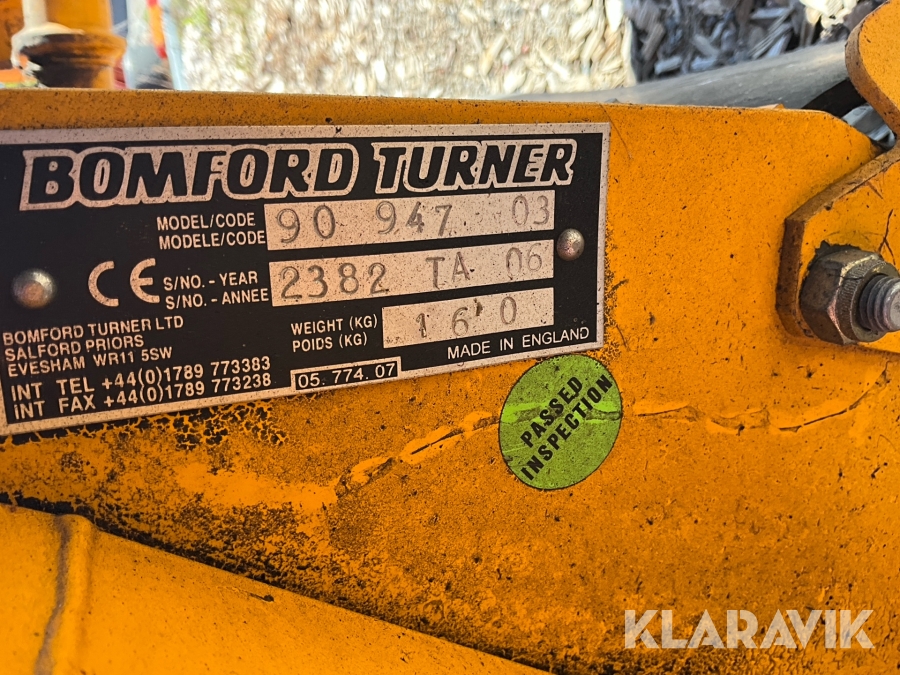 BOMFORD TURNER
MODEL/CODE
MODELE/CODE
90 947 03
CE
S/NO. - YEAR
S/NO. - ANNEE
2382 TA 06
WEIGHT (KG)
POIDS (KG)
160
BOMFORD TURNER LTD
SALFORD PRIORS
EVESHAM WR11 5SW
INT TEL +44(0)1789 773383
INT FAX +44(0)1789 773238
05. 774. 07
MADE IN ENGLAND
PASSED
INSPECTION
KLARAVIK